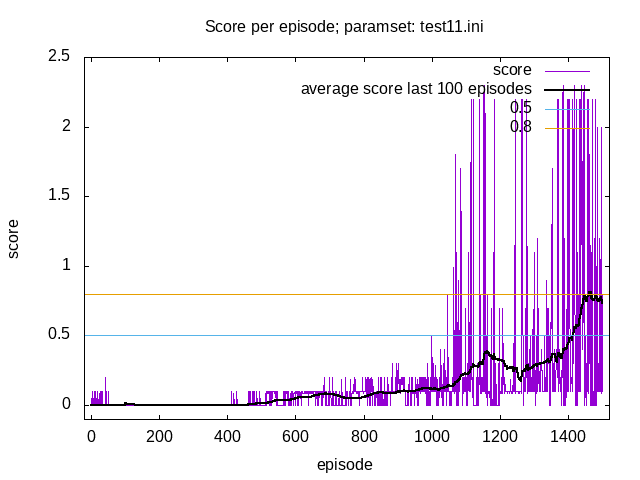 Score per episode; paramset: test11.ini
2.5
2
1.5
1
0.5
0
score
score
average score last 100 episodes
0.5
0.8
0 200 400 600 800 1000 1200 1400
episode